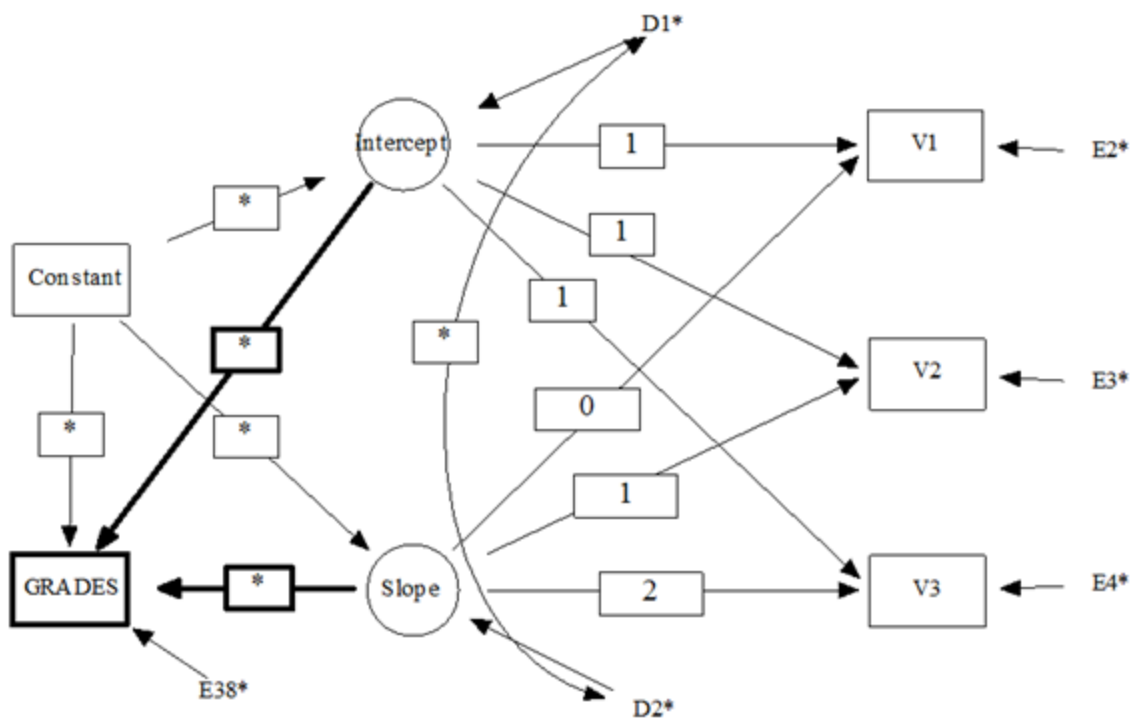 D1*
Intercept
1
V1
E2*
*
1
Constant
1
*
*
V2
E3*
0
*
*
1
GRADES
*
Slope
2
V3
E4*
E38*
D2*